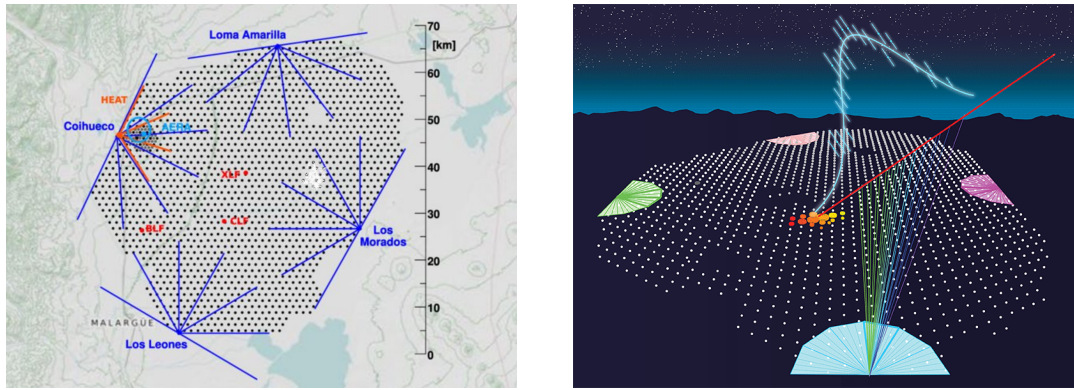 Loma Amarilla
70
[km]
60
HEAT
Coihueco
AERA
50
40
XLF
30
CLF
BLF
Los
Morados
20
10
MALARGÜE
Los Leones
0